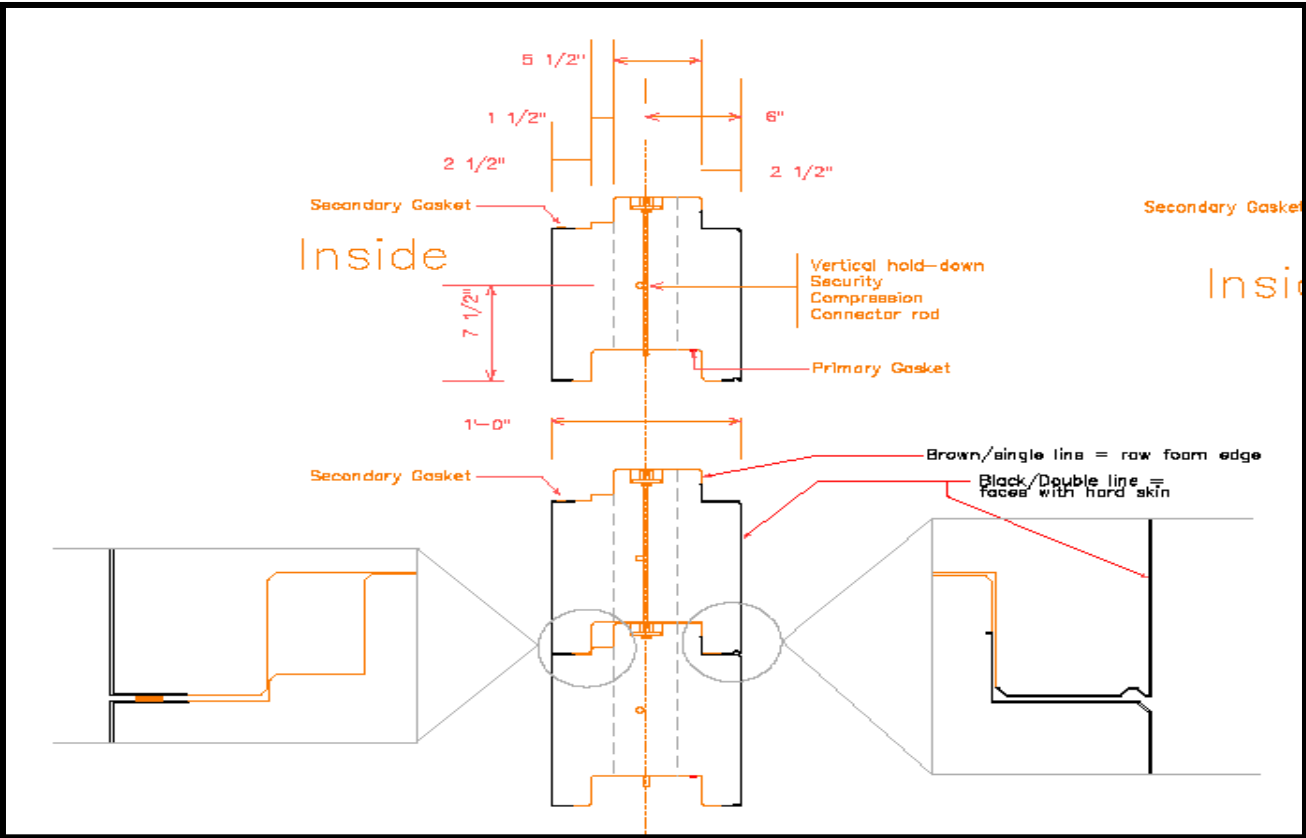 5 1/2"
1 1/2"
6"
2 1/2"
2 1/2"
Secondary Gasket
Secondary Gasket
Inside
Vertical hold-down
Security
Compression
Connector rod
Insi
7 1/2"
Primary Gasket
1'-0"
Secondary Gasket
Brown/single line = raw foam edge
Black/Double line =
faces with hard skin